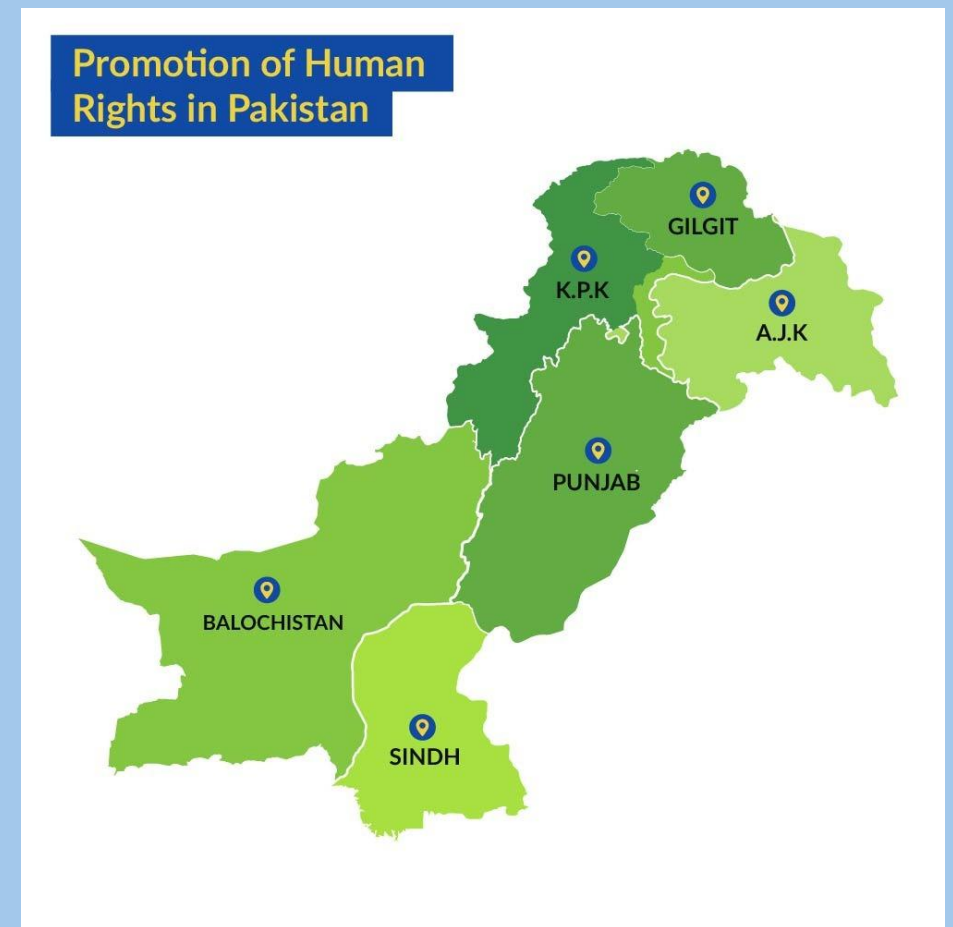 Promotion of Human
Rights in Pakistan
GILGIT
K.P.K
A.J.K
PUNJAB
BALOCHISTAN
SINDH